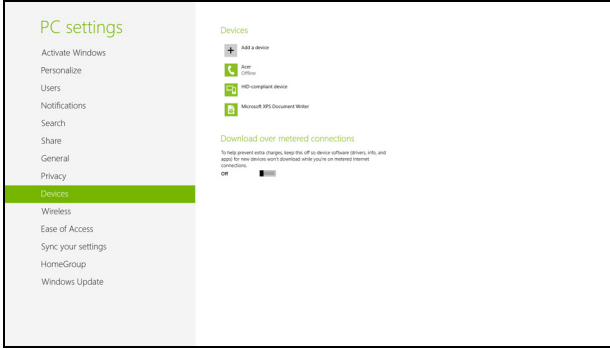 PC settings
Activate Windows
Personalize
Users
Notifications
Search
Share
General
Privacy
Devices
Wireless
Ease of Access
Sync your settings
HomeGroup
Windows Update
Devices
Add a device
Acer
Offline
HID-compliant device
Microsoft XPS Document Writer
Download over metered connections
To help prevent extra charges, keep this off so device software (drivers, info, and
apps) for new devices won't download while you're on metered Internet
connections.
Off